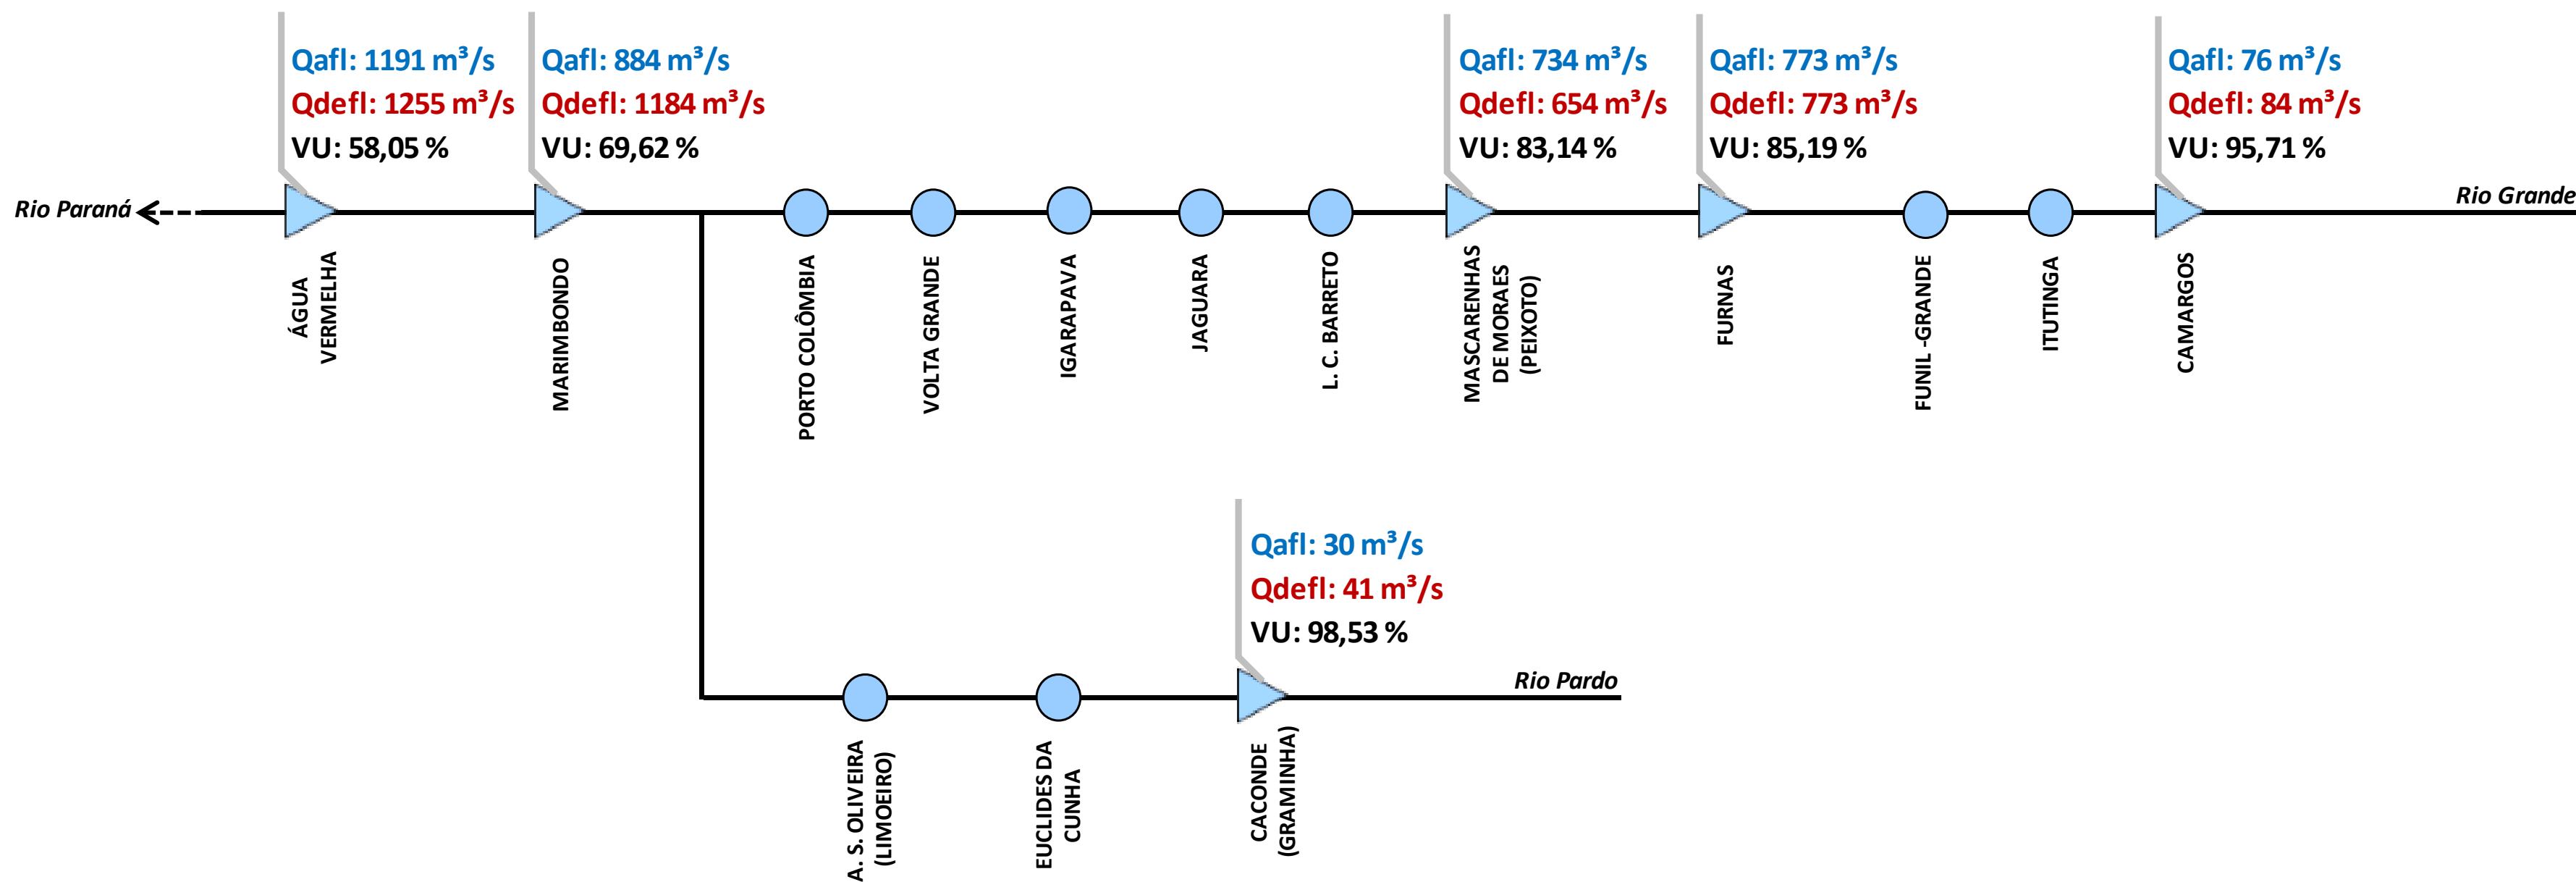 Qafl: 1191 m³/s
Qdefl: 1255 m³/s
VU: 58,05 %
Qafl: 884 m³/s
Qdefl: 1184 m³/s
VU: 69,62 %
Qafl: 734 m³/s
Qdefl: 654 m³/s
VU: 83,14 %
Qafl: 773 m³/s
Qdefl: 773 m³/s
VU: 85,19 %
Qafl: 76 m³/s
Qdefl: 84 m³/s
VU: 95,71 %
Rio Paraná
Rio Grande
ÁGUA
VERMELHA
MARIMBONDO
PORTO COLÔMBIA
VOLTA GRANDE
IGARAPAVA
JAGUARA
L. C. BARRETO
MASCARENHAS
DE MORAES
(PEIXOTO)
FURNAS
FUNIL -GRANDE
ITUTINGA
CAMARGOS
Qafl: 30 m³/s
Qdefl: 41 m³/s
VU: 98,53 %
Rio Pardo
A. S. OLIVEIRA
(LIMOEIRO)
EUCLIDES DA
CUNHA
CACONDE
(GRAMINHA)